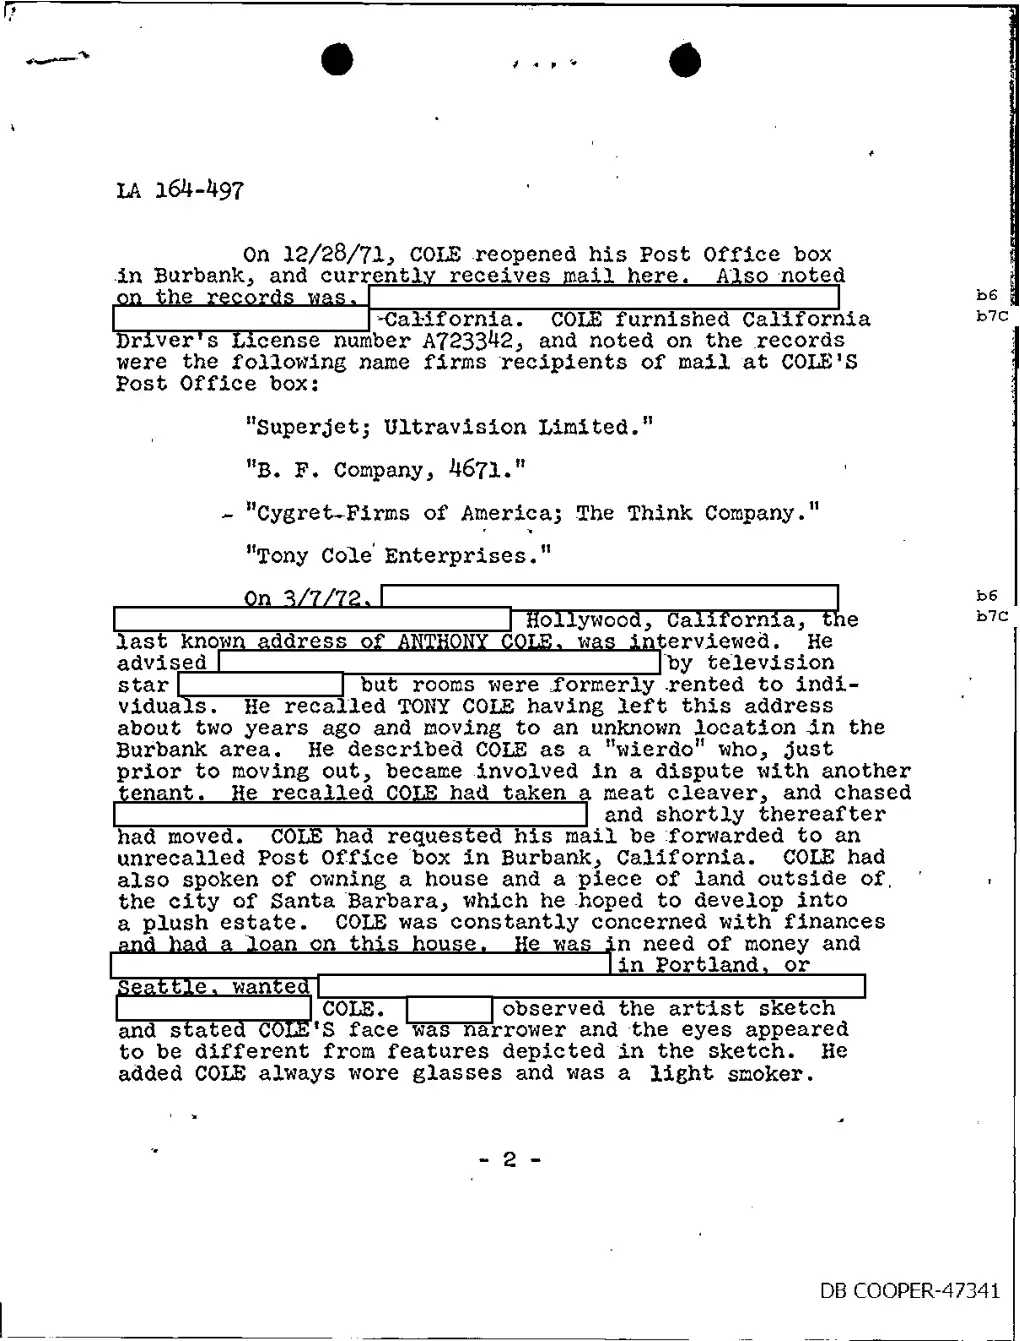 LA 164-497
On 12/28/71, COLE reopened his Post Office box
in Burbank, and currently receives mail here. Also noted
on the records was,
b6
California. COLE furnished California
b7C
Driver's License number A723342, and noted on the records
were the following name firms recipients of mail at COLE'S
Post Office box:
"Superjet; Ultravision Limited."
"B. F. Company, 4671."
- "Cygret-Firms of America; The Think Company."
"Tony Cole Enterprises."
On 3/7/72,
b6
Hollywood, California, the
b7C
last known address of ANTHONY COLE, was interviewed. He
advised by television
star but rooms were formerly rented to indi-
viduals. He recalled TONY COLE having left this address
about two years ago and moving to an unknown location in the
Burbank area. He described COLE as a "wierdo" who, just
prior to moving out, became involved in a dispute with another
tenant. He recalled COLE had taken a meat cleaver, and chased
and shortly thereafter
had moved. COLE had requested his mail be forwarded to an
unrecalled Post Office box in Burbank, California. COLE had
also spoken of owning a house and a piece of land outside of
the city of Santa Barbara, which he hoped to develop into
a plush estate. COLE was constantly concerned with finances
and had a loan on this house. He was in need of money and
in Portland, or
Seattle, wanted
COLE. observed the artist sketch
and stated COLE'S face was narrower and the eyes appeared
to be different from features depicted in the sketch. He
added COLE always wore glasses and was a light smoker.
- 2 -
DB COOPER-47341